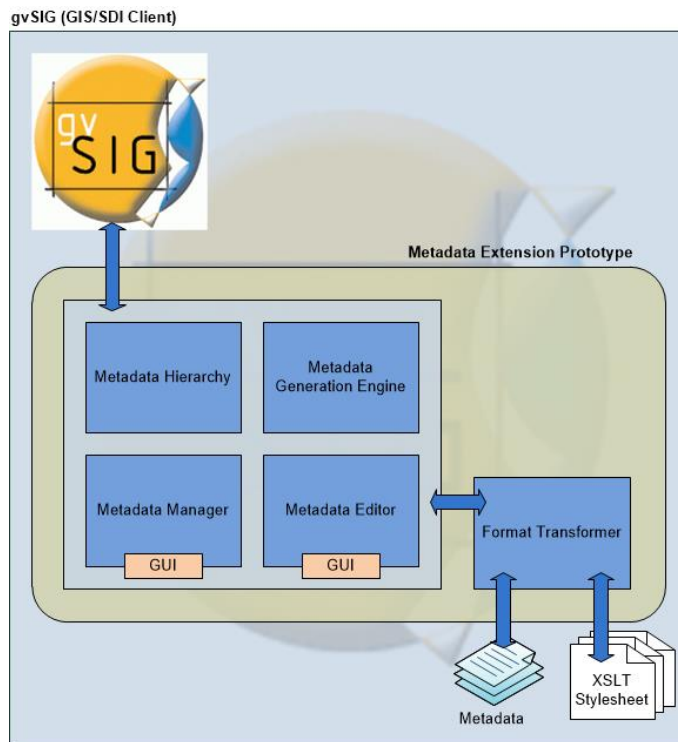 gvSIG (GIS/SDI Client)
gv
SIG
Metadata Extension Prototype
Metadata Hierarchy
Metadata
Generation Engine
Metadata Manager
GUI
Metadata Editor
GUI
Format Transformer
Metadata
XSLT
Stylesheet